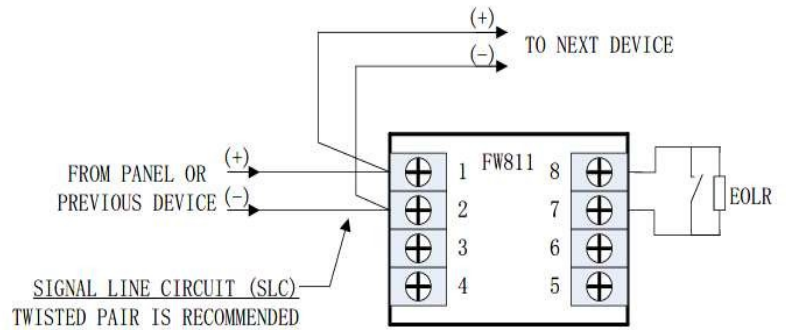 (+)
(-)
TO NEXT DEVICE
FROM PANEL OR
PREVIOUS DEVICE
(+)
(-)
SIGNAL LINE CIRCUIT (SLC)
TWISTED PAIR IS RECOMMENDED
FW811
1
2
3
4
8
7
6
5
EOLR